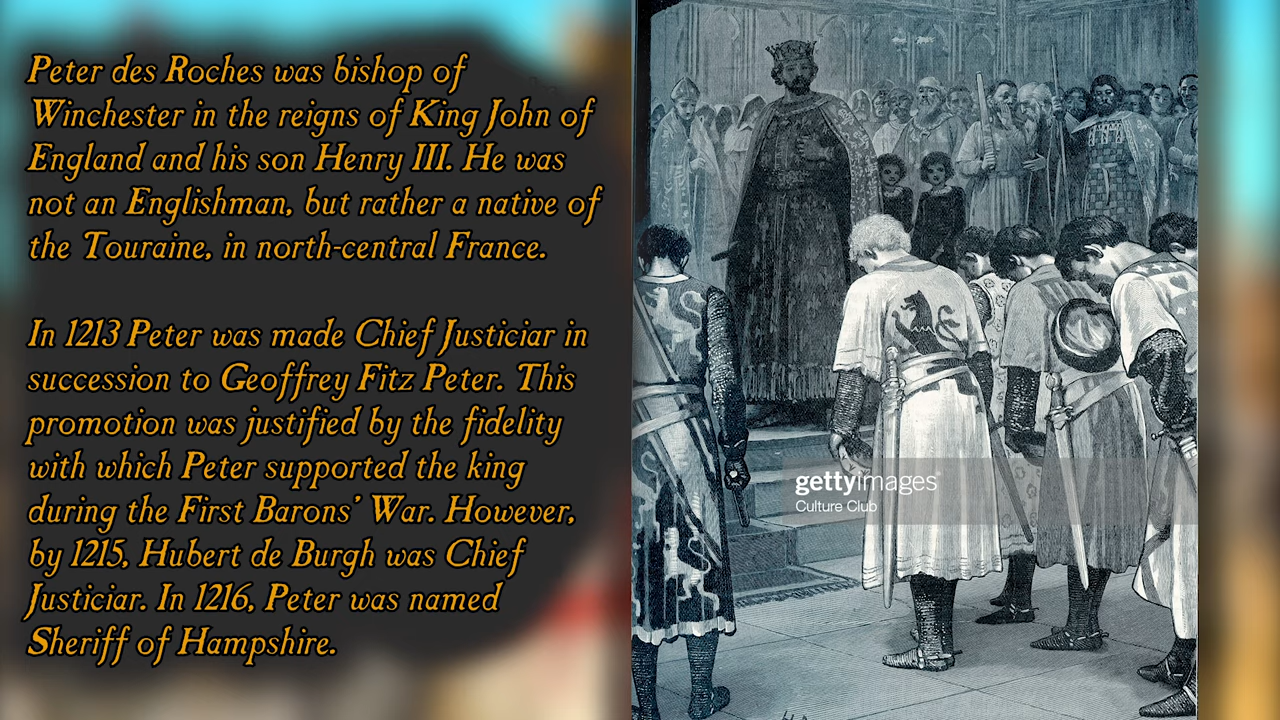 Peter des Roches was bishop of
Winchester in the reigns of King John of
England and his son Henry III. He was
not an Englishman, but rather a native of
the Touraine, in north-central France.
In 1213 Peter was made Chief Justiciar in
succession to Geoffrey Fitz Peter. This
promotion was justified by the fidelity
with which Peter supported the king
during the First Barons' War. However,
by 1215, Hubert de Burgh was Chief
Justiciar. In 1216, Peter was named
Sheriff of Hampshire.
gettyimages®
Culture Club